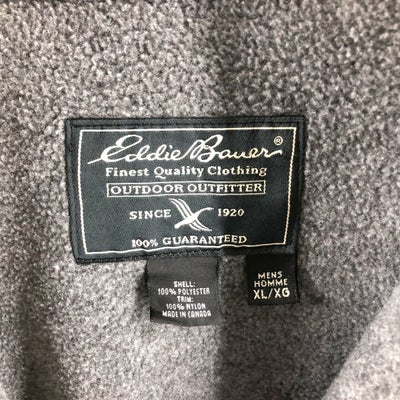 Eddie Bauer®
Finest Quality Clothing
OUTDOOR OUTFITTER
SINCE 1920
100% GUARANTEED
SHELL:
100% POLYESTER
TRIM:
100% NYLON
MADE IN CANADA
MENS
HOMME
XL/XG